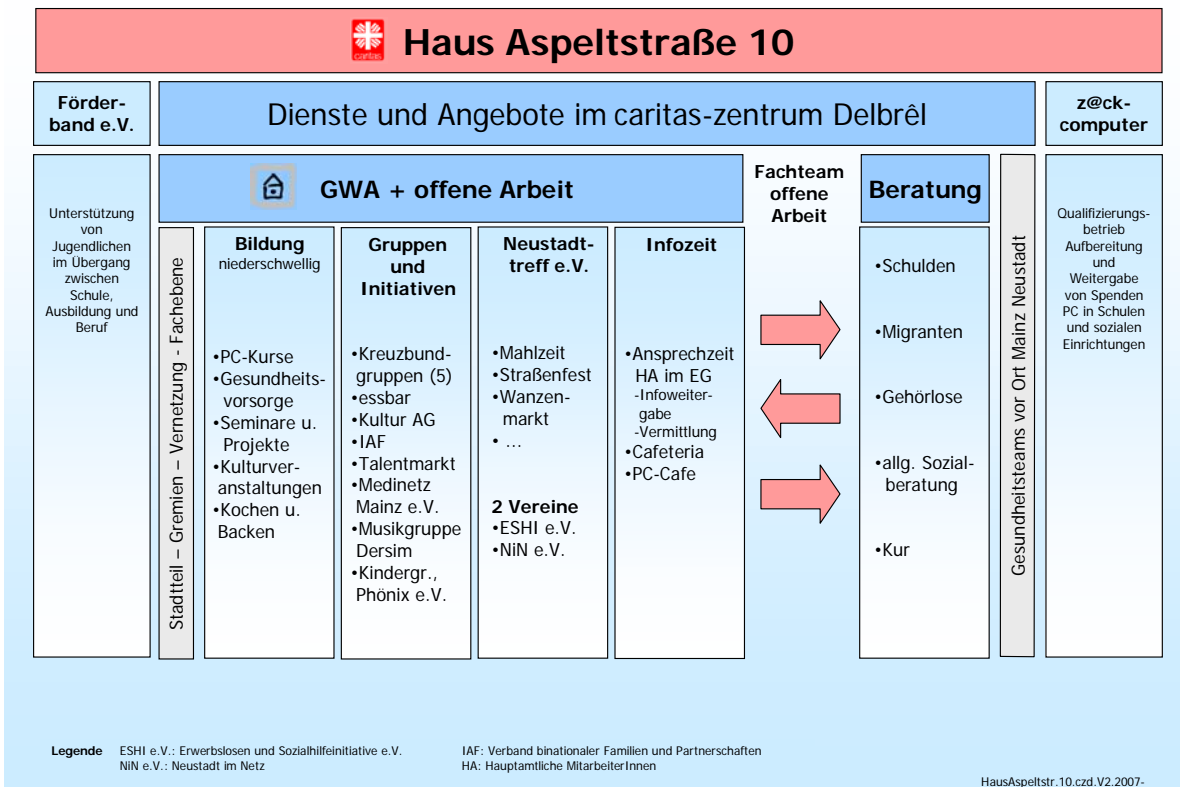 caritas
Haus Aspeltstraße 10
Förder-
band e.V.
Dienste und Angebote im caritas-zentrum Delbrêl
z@ck-
computer
Unterstützung
von
Jugendlichen
im Übergang
zwischen
Schule,
Ausbildung und
Beruf
GWA + offene Arbeit
Stadtteil – Gremien – Vernetzung - Fachebene
Bildung
niederschwellig
•PC-Kurse
•Gesundheits-
vorsorge
•Seminare u.
Projekte
•Kulturver-
anstaltungen
•Kochen u.
Backen
Gruppen
und
Initiativen
•Kreuzbund-
gruppen (5)
•essbar
•Kultur AG
•IAF
•Talentmarkt
•Medinetz
Mainz e.V.
•Musikgruppe
Dersim
•Kindergr.,
Phönix e.V.
Neustadt-
treff e.V.
•Mahlzeit
•Straßenfest
•Wanzen-
markt
• ...
2 Vereine
•ESHI e.V.
•NiN e.V.
Infozeit
•Ansprechzeit
HA im EG
-Infoweiter-
gabe
-Vermittlung
•Cafeteria
•PC-Cafe
Fachteam
offene
Arbeit
Beratung
•Schulden
•Migranten
•Gehörlose
•allg. Sozial-
beratung
•Kur
Gesundheitsteams vor Ort Mainz Neustadt
Qualifizierungs-
betrieb
Aufbereitung
und
Weitergabe
von Spenden
PC in Schulen
und sozialen
Einrichtungen
Legende ESHI e.V.: Erwerbslosen und Sozialhilfeinitiative e.V.
NiN e.V.: Neustadt im Netz
IAF: Verband binationaler Familien und Partnerschaften
HA: Hauptamtliche MitarbeiterInnen
HausAspeltstr.10.czd.V2.2007-